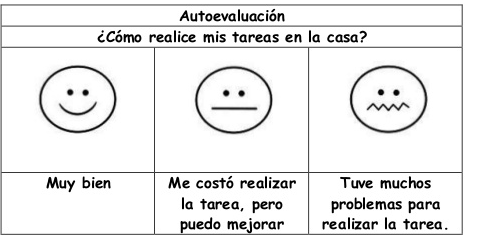 Autoevaluación
¿Cómo realice mis tareas en la casa?
Muy bien
Me costó realizar
la tarea, pero
puedo mejorar
Tuve muchos
problemas para
realizar la tarea.